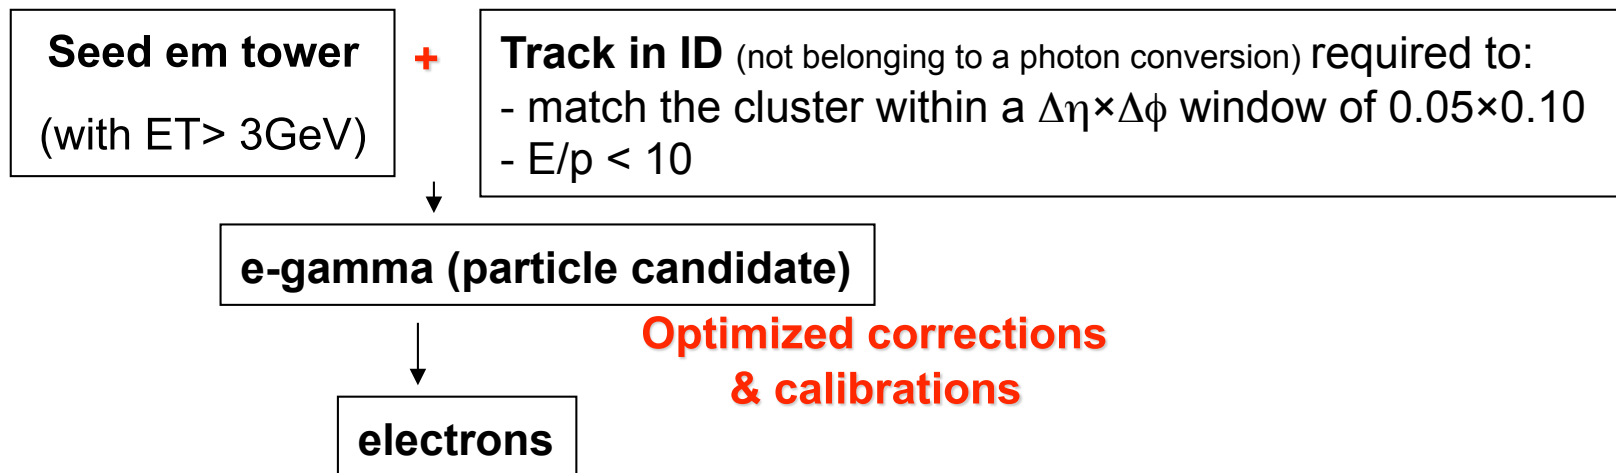 Seed em tower
(with ET> 3GeV)
+
Track in ID (not belonging to a photon conversion) required to:
- match the cluster within a Δη×Δϕ window of 0.05×0.10
- E/p < 10
e-gamma (particle candidate)
Optimized corrections
& calibrations
electrons